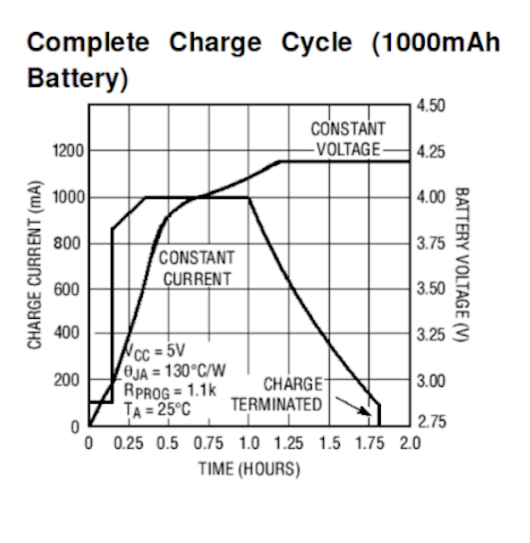 Complete Charge Cycle (1000mAh
Battery)
4.50
CONSTANT
VOLTAGE
1200
4.25
1000
4.00
800
3.75
CONSTANT
CURRENT
600
3.50
400
3.25
VCC = 5V
θJA = 130°C/W
RPROG = 1.1k
TA = 25°C
200
3.00
CHARGE
TERMINATED
0
2.75
0 0.25 0.5 0.75 1.0 1.25 1.5 1.75 2.0
TIME (HOURS)
CHARGE CURRENT (mA)
BATTERY VOLTAGE (V)